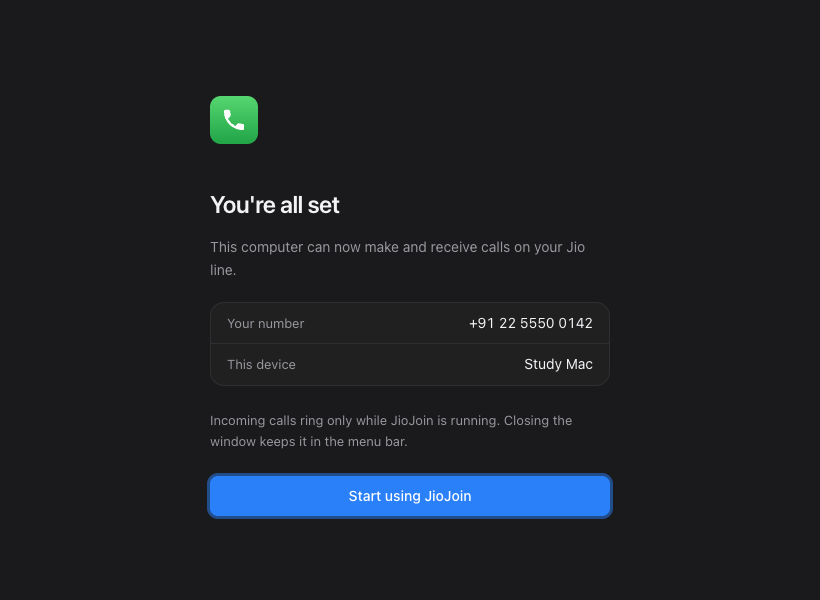 You're all set
This computer can now make and receive calls on your Jio
line.
Your number +91 22 5550 0142
This device Study Mac
Incoming calls ring only while JioJoin is running. Closing the
window keeps it in the menu bar.
Start using JioJoin